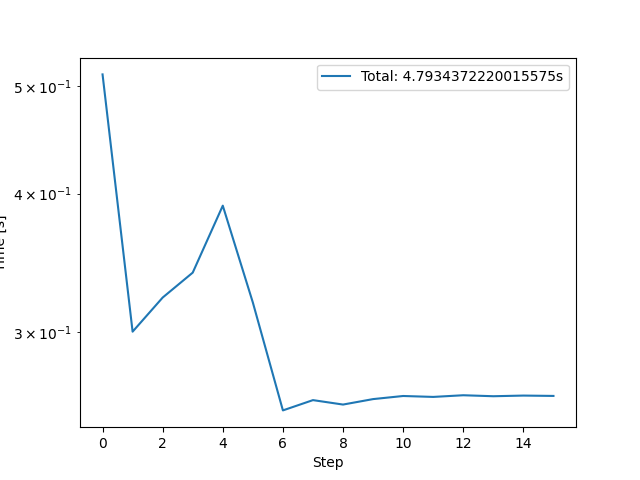 Total: 4.7934372220015575s
5 × 10⁻¹
4 × 10⁻¹
3 × 10⁻¹
Time [s]
0 2 4 6 8 10 12 14
Step